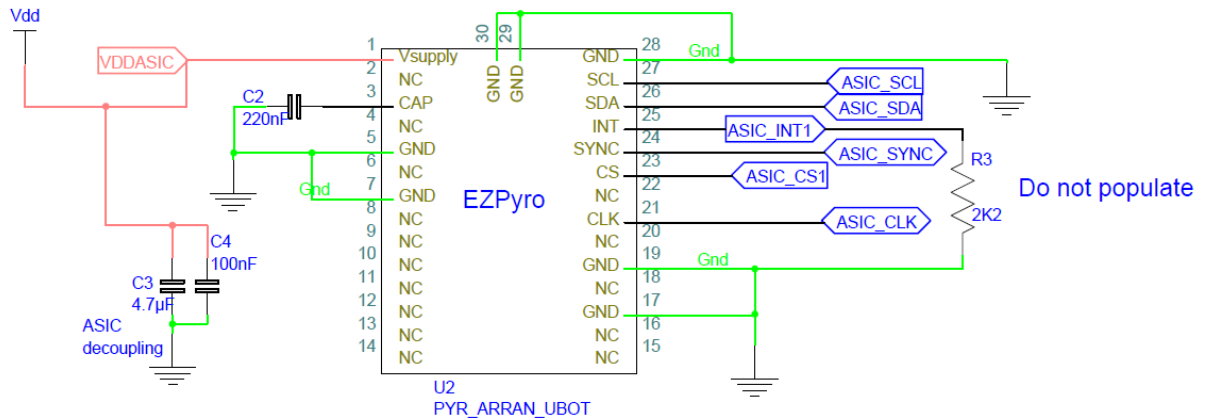 Vdd
VDDASIC
C2
220nF
Gnd
C4
100nF
C3
4.7µF
ASIC
decoupling
1
2
3
4
5
6
7
8
9
10
11
12
13
14
Vsupply
NC
CAP
NC
GND
NC
GND
NC
NC
NC
NC
NC
NC
NC
30
29
GND
GND
EZPyro
GND
SCL
SDA
INT
SYNC
CS
NC
CLK
NC
GND
NC
GND
NC
NC
28
27
26
25
24
23
22
21
20
19
18
17
16
15
Gnd
ASIC_SCL
ASIC_SDA
ASIC_INT1
ASIC_SYNC
ASIC_CS1
ASIC_CLK
Gnd
R3
2K2
Do not populate
U2
PYR_ARRAN_UBOT